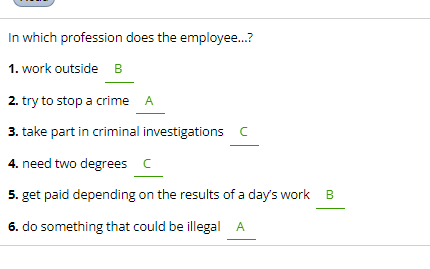 In which profession does the employee...?
1. work outside B
2. try to stop a crime A
3. take part in criminal investigations C
4. need two degrees C
5. get paid depending on the results of a day's work B
6. do something that could be illegal A